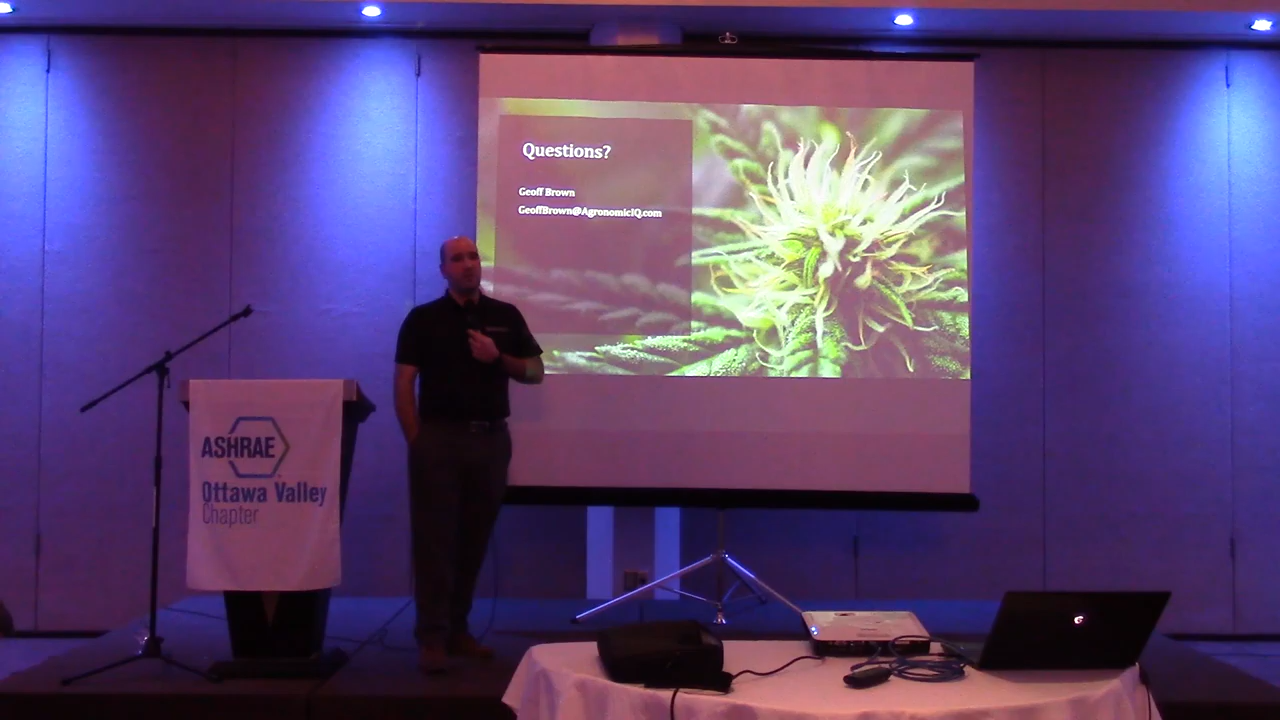 Questions?
Geoff Brown
GeoffBrown@AgronomicIQ.com
ASHRAE
Ottawa Valley
Chapter